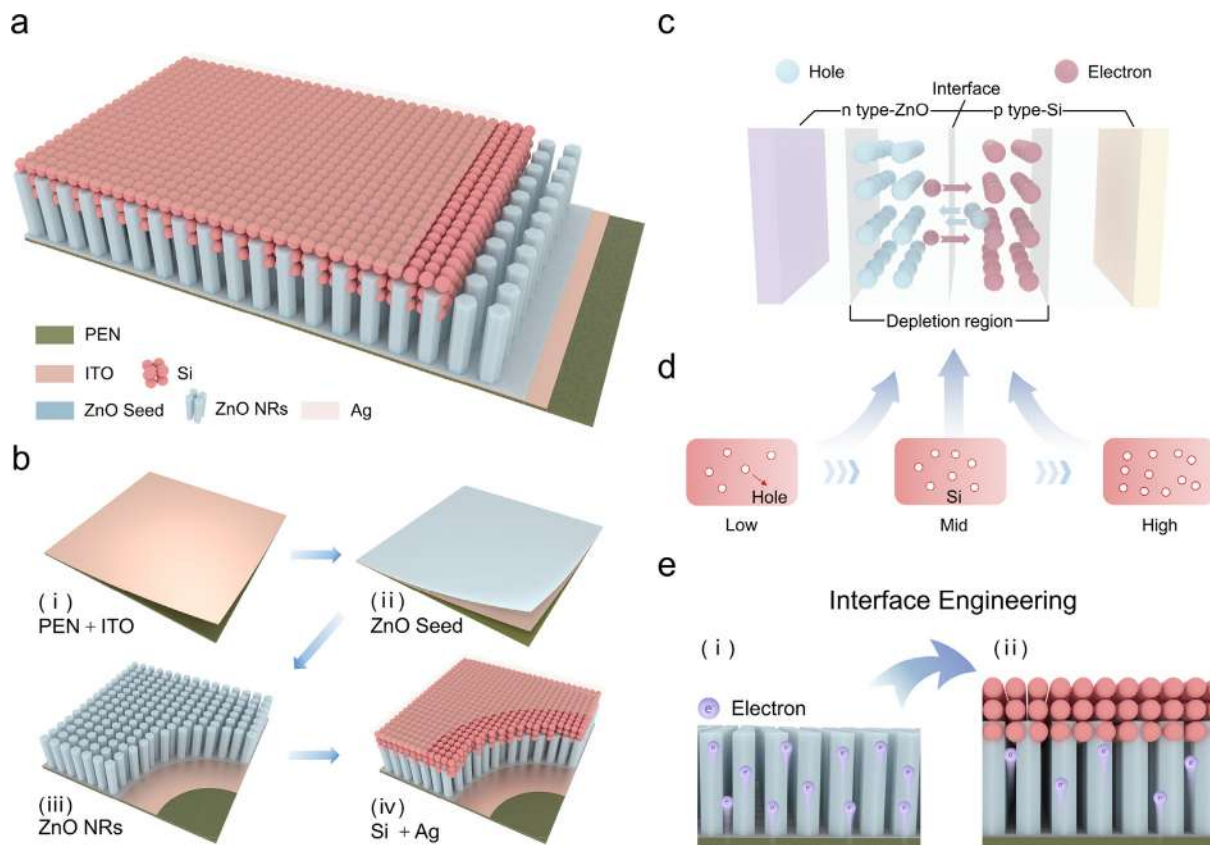 a
PEN
ITO
Si
ZnO Seed
ZnO NRs
Ag
b
(i)
PEN + ITO
(ii)
ZnO Seed
(iii)
ZnO NRs
(iv)
Si + Ag
c
Hole
Electron
Interface
n type-ZnO
p type-Si
Depletion region
d
Hole
Si
Low
Mid
High
e
Interface Engineering
(i)
(ii)
e
Electron
e
e
e
e
e
e
e
e
e
e
e
e
e